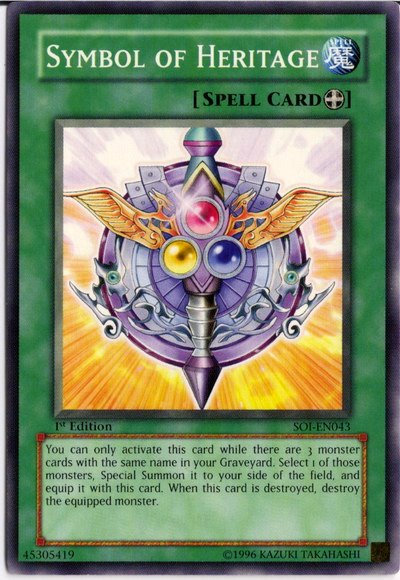 SYMBOL OF HERITAGE
SPELL
魔
[SPELL CARD]
1st Edition
SOI-EN043
You can only activate this card while there are 3 monster
cards with the same name in your Graveyard. Select 1 of those
monsters, Special Summon it to your side of the field, and
equip it with this card. When this card is destroyed, destroy
the equipped monster.
45305419
©1996 KAZUKI TAKAHASHI